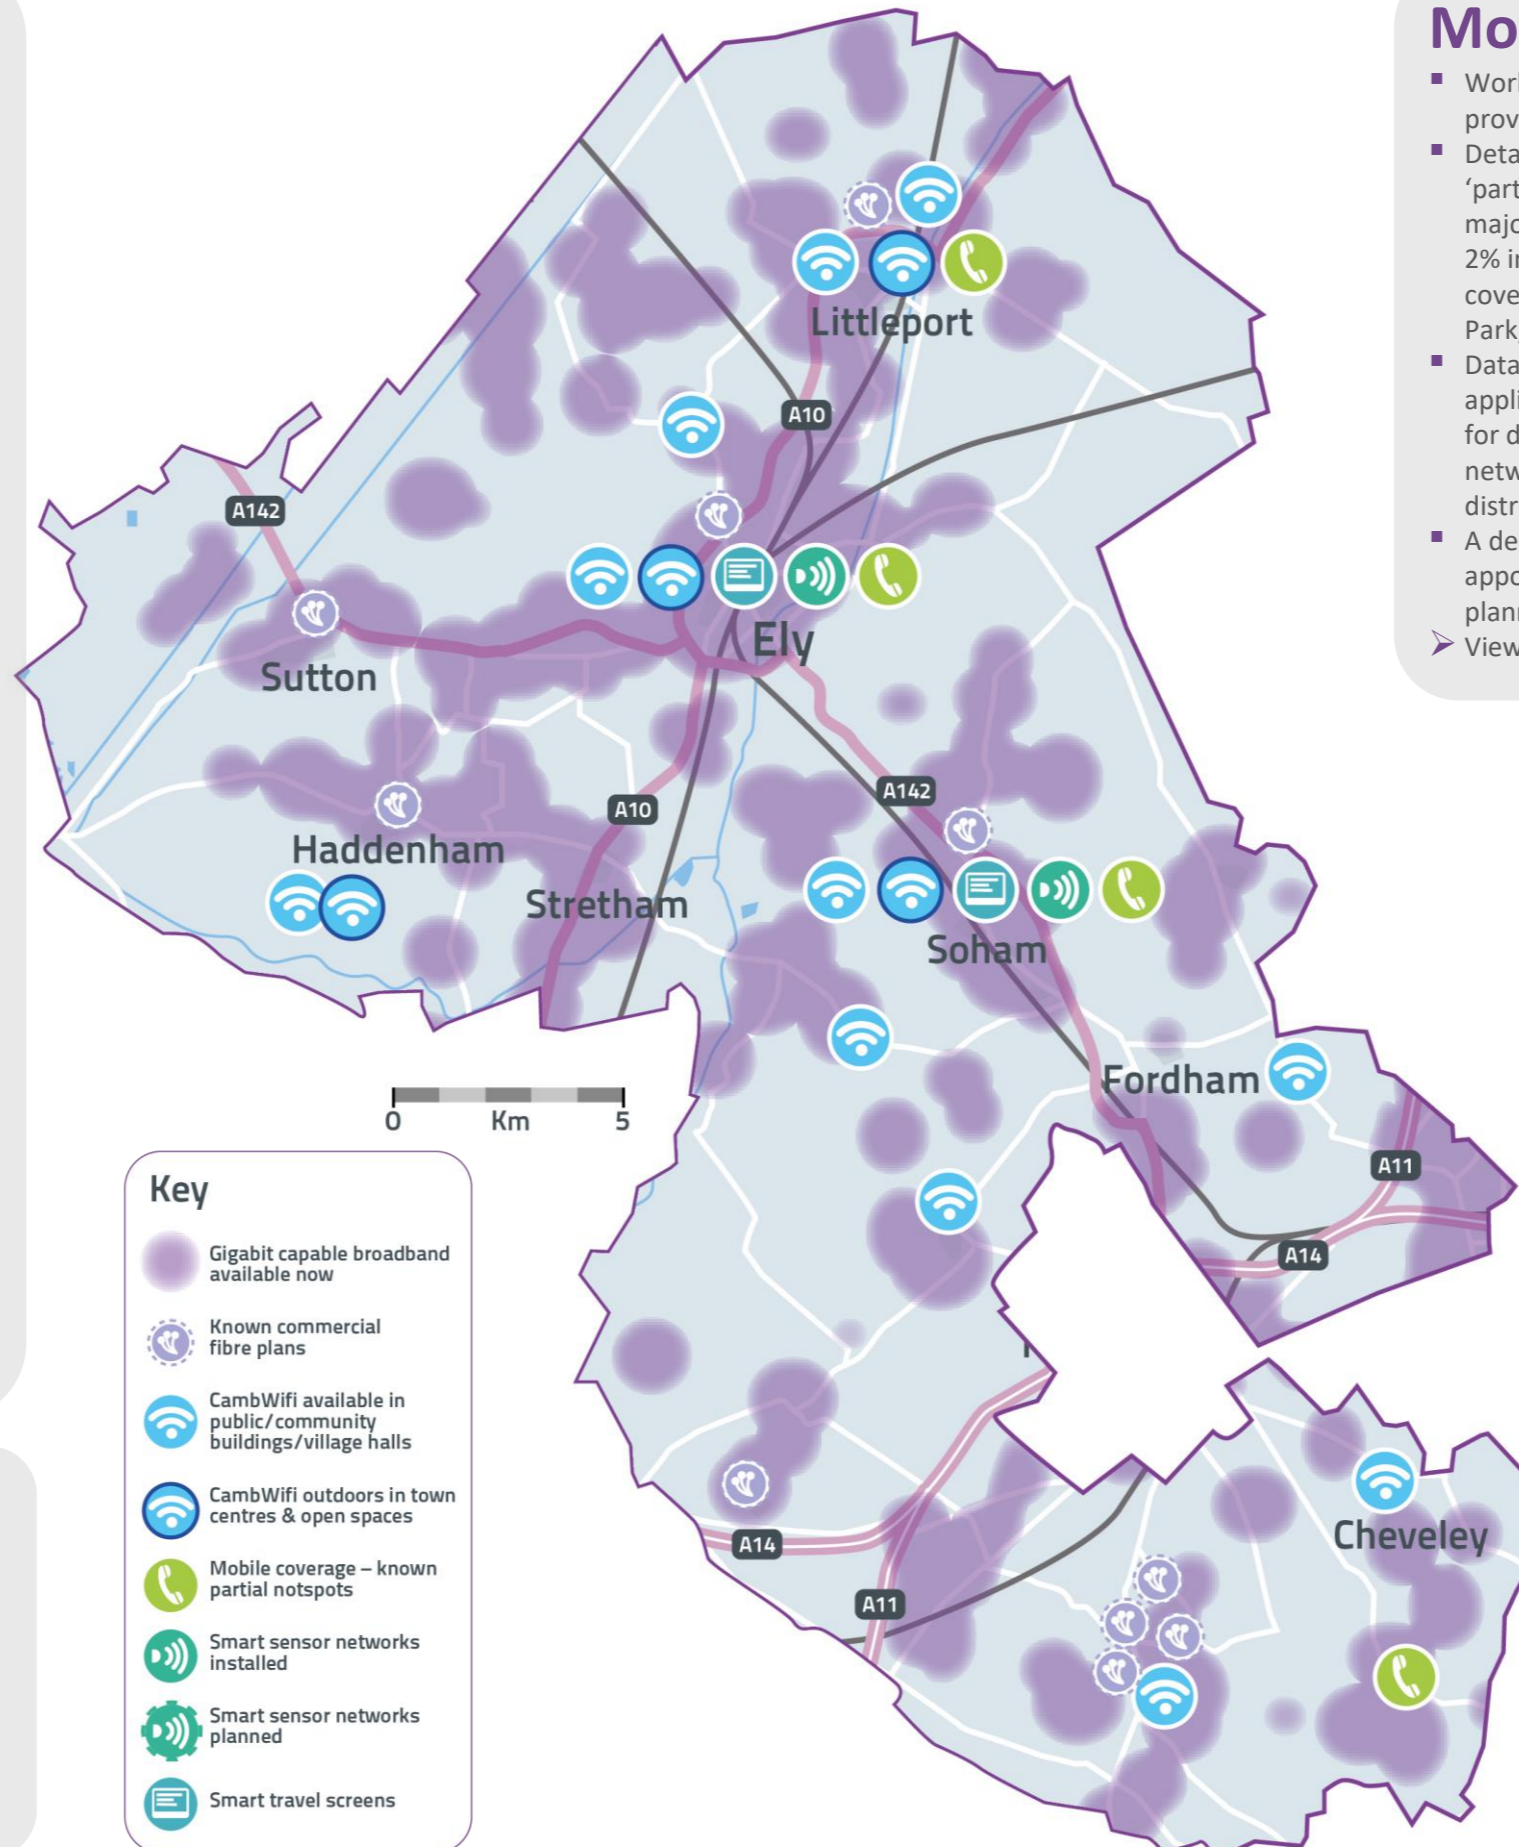 Mo
▪ Worl
prov
▪ Deta
‘part
majo
2% i
cove
Park,
▪ Data
appli
for d
netw
distr
▪ A de
appo
plann
➢ View
Littleport
A10
A142
Ely
Sutton
A142
A10
Haddenham
Stretham
Soham
Fordham
0 Km 5
A11
A14
Cheveley
A14
A11
Key
Gigabit capable broadband
available now
Known commercial
fibre plans
CambWifi available in
public/community
buildings/village halls
CambWifi outdoors in town
centres & open spaces
Mobile coverage – known
partial notspots
Smart sensor networks
installed
Smart sensor networks
planned
Smart travel screens